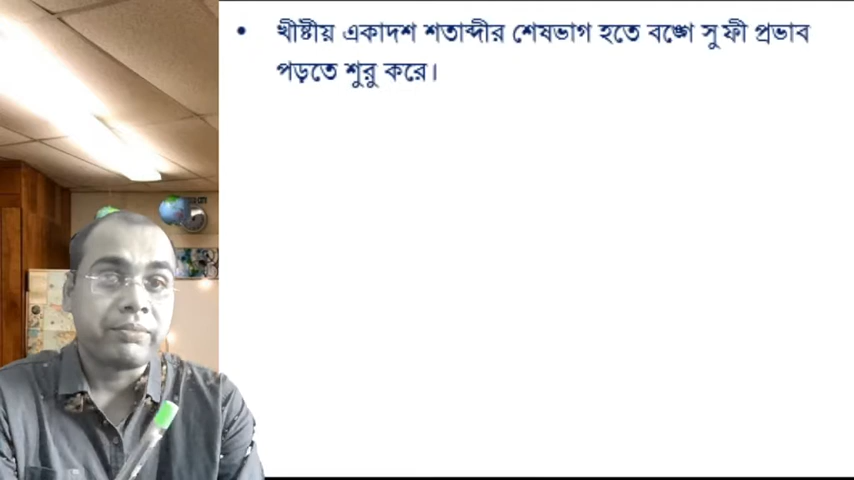 • খ্রীষ্টীয় একাদশ শতাব্দীর শেষভাগ হতে বঙ্গে সুফী প্রভাব
পড়তে শুরু করে।